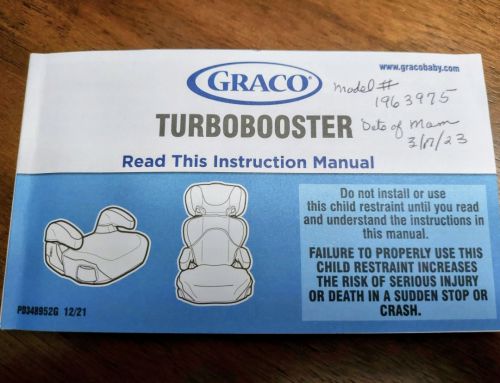 www.gracobaby.com
GRACO®
Model #
1963975
TURBOBOOSTER
Date of Mam
3/17/23
Read This Instruction Manual
Do not install or use
this child restraint until you read
and understand the instructions in
this manual.
FAILURE TO PROPERLY USE THIS
CHILD RESTRAINT INCREASES
THE RISK OF SERIOUS INJURY
OR DEATH IN A SUDDEN STOP OR
CRASH.
PD348952G 12/21